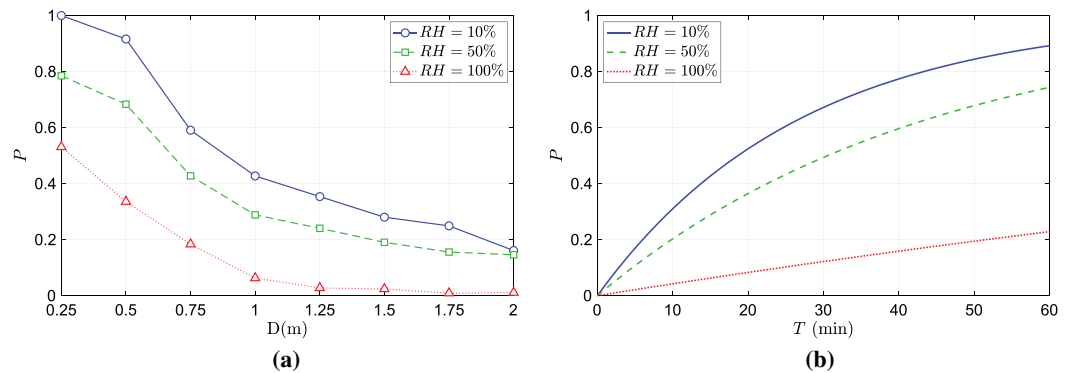 1
0.8
0.6
0.4
0.2
0
P
0.25 0.5 0.75 1.0 1.25 1.5 1.75 2
D(m)
RH = 10%
RH = 50%
RH = 100%
(a)
1
0.8
0.6
0.4
0.2
0
P
0 10 20 30 40 50 60
T (min)
RH = 10%
RH = 50%
RH = 100%
(b)